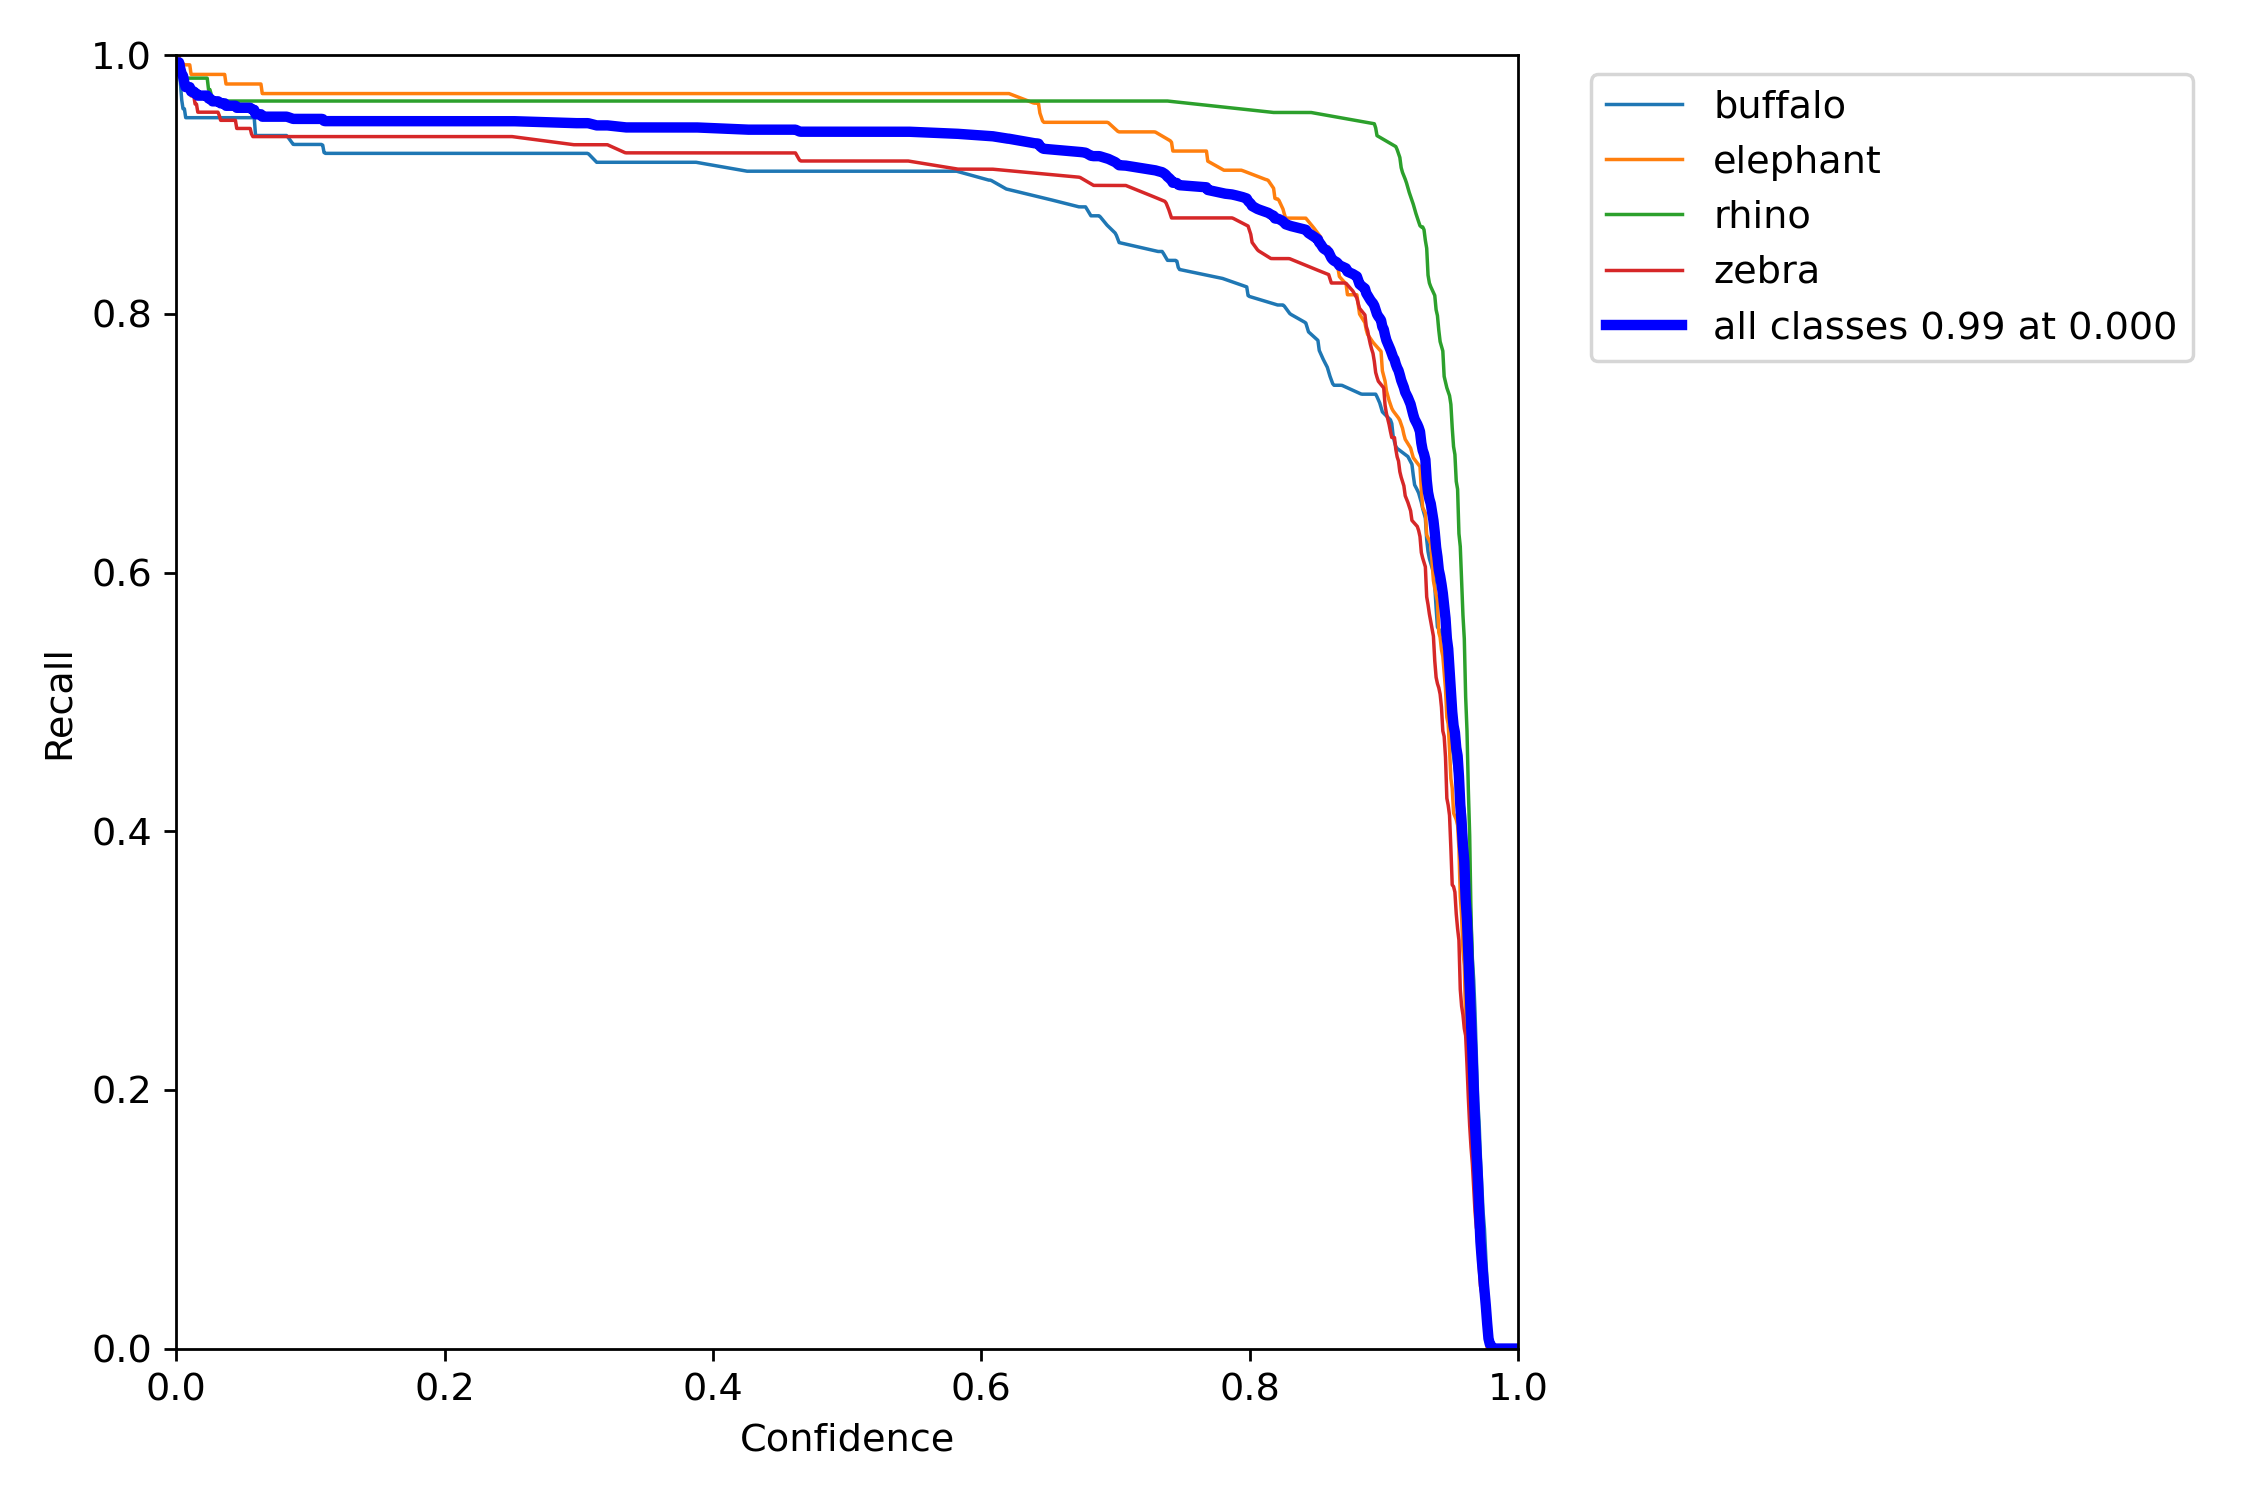 1.0
0.8
0.6
0.4
0.2
0.0
Recall
0.0 0.2 0.4 0.6 0.8 1.0
Confidence
buffalo
elephant
rhino
zebra
all classes 0.99 at 0.000